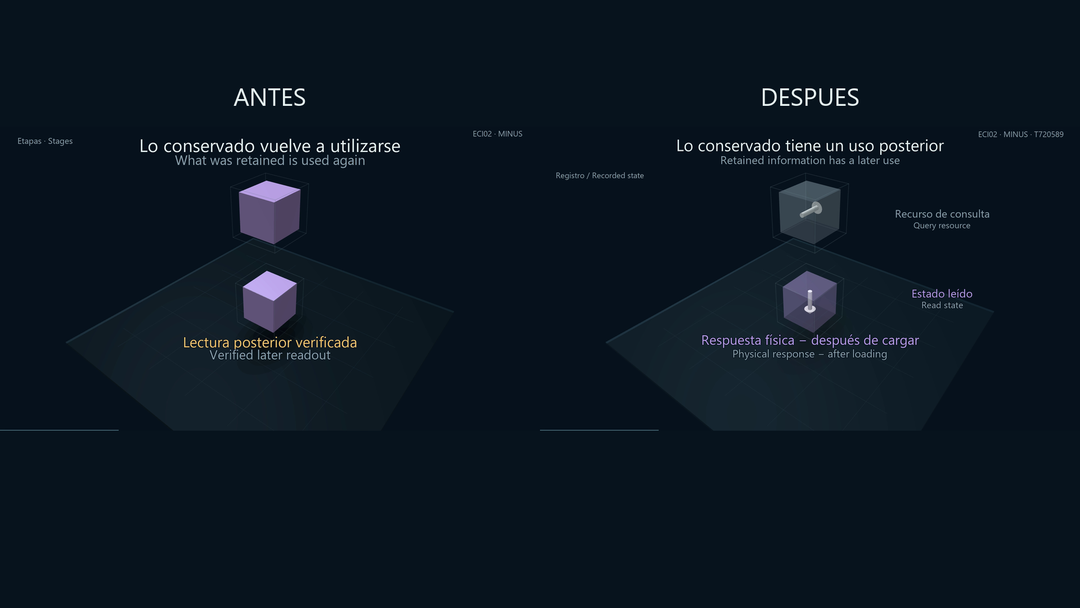 ANTES
Etapas · Stages
ECI02 · MINUS
Lo conservado vuelve a utilizarse
What was retained is used again
Lectura posterior verificada
Verified later readout
DESPUES
ECI02 · MINUS · T720589
Lo conservado tiene un uso posterior
Retained information has a later use
Registro / Recorded state
Recurso de consulta
Query resource
Estado leído
Read state
Respuesta física − después de cargar
Physical response − after loading